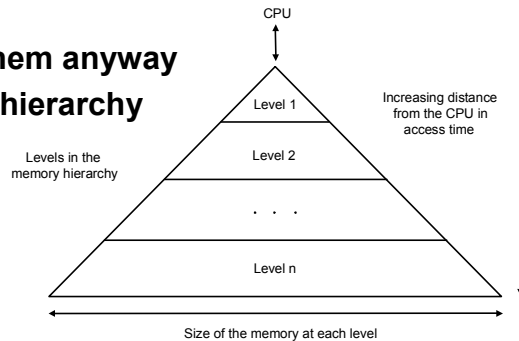 CPU
hem anyway
hierarchy
Level 1
Increasing distance
from the CPU in
access time
Levels in the
memory hierarchy
Level 2
. . .
Level n
Size of the memory at each level